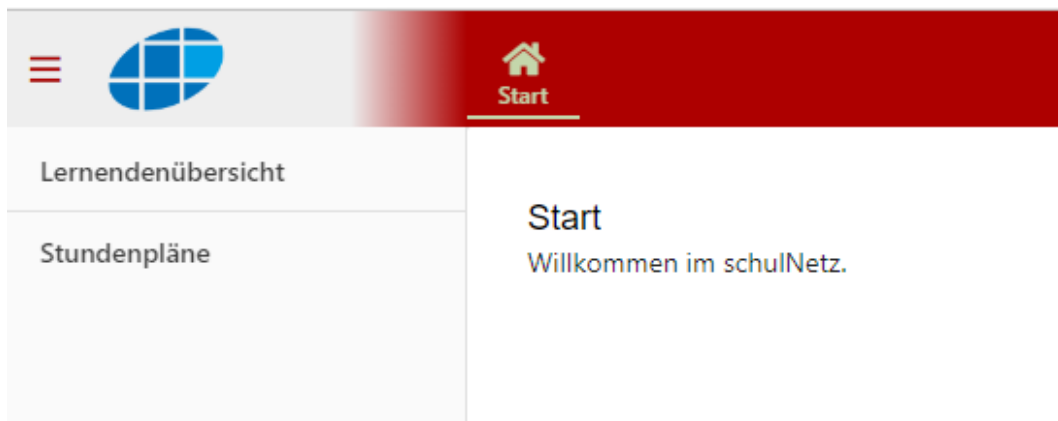 Start
Lernendenübersicht
Stundenpläne
Start
Willkommen im schulNetz.